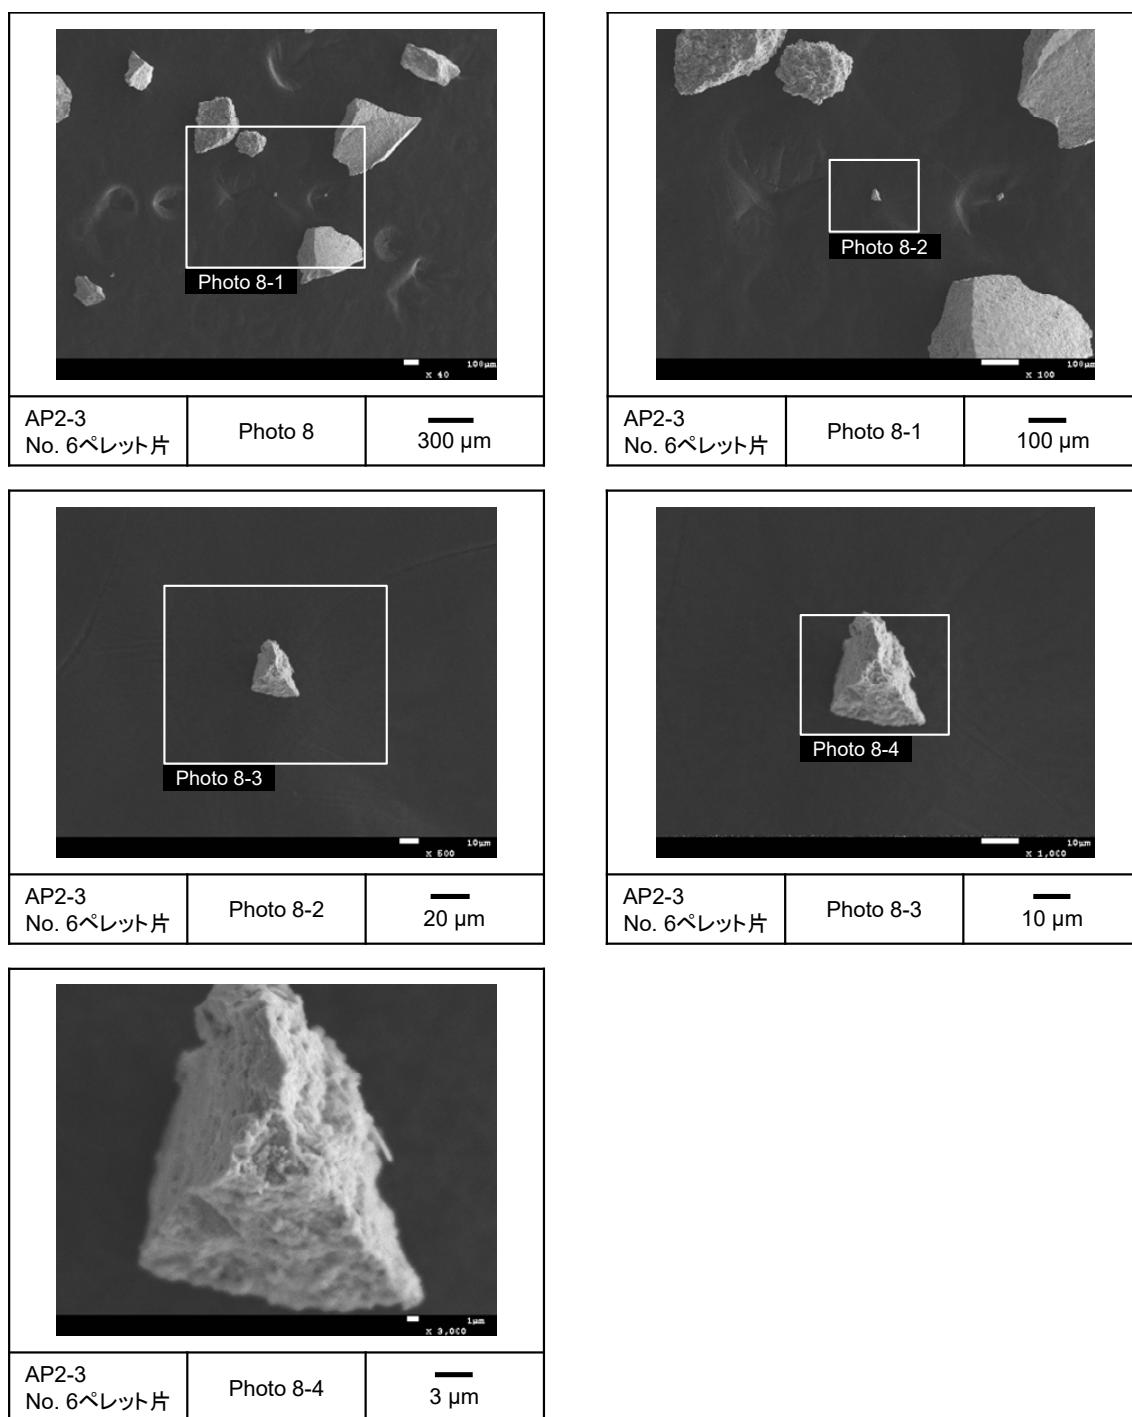 Photo 8-1
100μm
X 40
AP2-3
No. 6ペレット片
Photo 8
300 μm
Photo 8-2
100μm
X 100
AP2-3
No. 6ペレット片
Photo 8-1
100 μm
Photo 8-3
10μm
X 500
AP2-3
No. 6ペレット片
Photo 8-2
20 μm
Photo 8-4
10μm
X 1,000
AP2-3
No. 6ペレット片
Photo 8-3
10 μm
1μm
X 3,000
AP2-3
No. 6ペレット片
Photo 8-4
3 μm